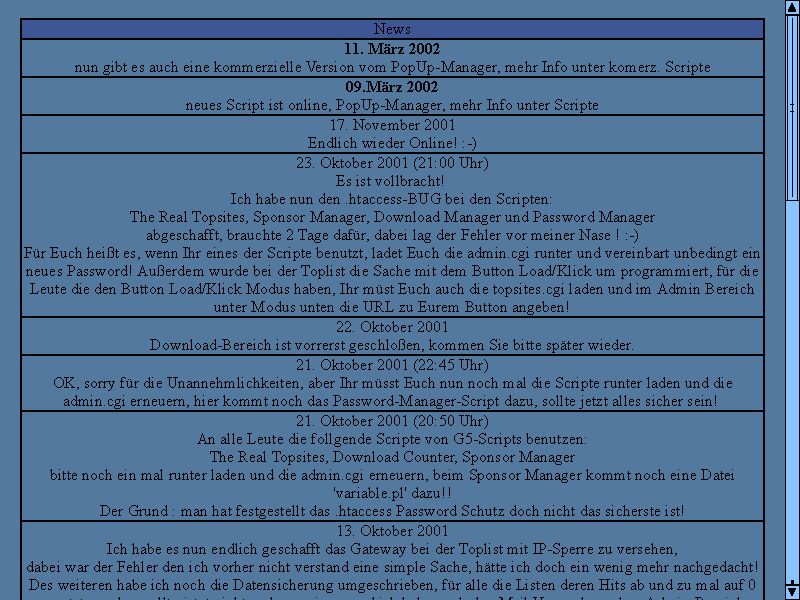 News
11. März 2002
nun gibt es auch eine kommerzielle Version vom PopUp-Manager, mehr Info unter komerz. Scripte
09.März 2002
neues Script ist online, PopUp-Manager, mehr Info unter Scripte
17. November 2001
Endlich wieder Online! :-)
23. Oktober 2001 (21:00 Uhr)
Es ist vollbracht!
Ich habe nun den .htaccess-BUG bei den Scripten:
The Real Topsites, Sponsor Manager, Download Manager und Password Manager
abgeschafft, brauchte 2 Tage dafür, dabei lag der Fehler vor meiner Nase ! :-)
Für Euch heißt es, wenn Ihr eines der Scripte benutzt, ladet Euch die admin.cgi runter und vereinbart unbedingt ein
neues Password! Außerdem wurde bei der Toplist die Sache mit dem Button Load/Klick um programmiert, für die
Leute die den Button Load/Klick Modus haben, Ihr müst Euch auch die topsites.cgi laden und im Admin Bereich
unter Modus unten die URL zu Eurem Button angeben!
22. Oktober 2001
Download-Bereich ist vorrerst geschloßen, kommen Sie bitte später wieder.
21. Oktober 2001 (22:45 Uhr)
OK, sorry für die Unannehmlichkeiten, aber Ihr müsst Euch nun noch mal die Scripte runter laden und die
admin.cgi erneuern, hier kommt noch das Password-Manager-Script dazu, sollte jetzt alles sicher sein!
21. Oktober 2001 (20:50 Uhr)
An alle Leute die follgende Scripte von G5-Scripts benutzen:
The Real Topsites, Download Counter, Sponsor Manager
bitte noch ein mal runter laden und die admin.cgi erneuern, beim Sponsor Manager kommt noch eine Datei
'variable.pl' dazu!!
Der Grund : man hat festgestellt das .htaccess Password Schutz doch nicht das sicherste ist!
13. Oktober 2001
Ich habe es nun endlich geschafft das Gateway bei der Toplist mit IP-Sperre zu versehen,
dabei war der Fehler den ich vorher nicht verstand eine simple Sache, hätte ich doch ein wenig mehr nachgedacht!
Des weiteren habe ich noch die Datensicherung umgeschrieben, für alle die Listen deren Hits ab und zu mal auf 0